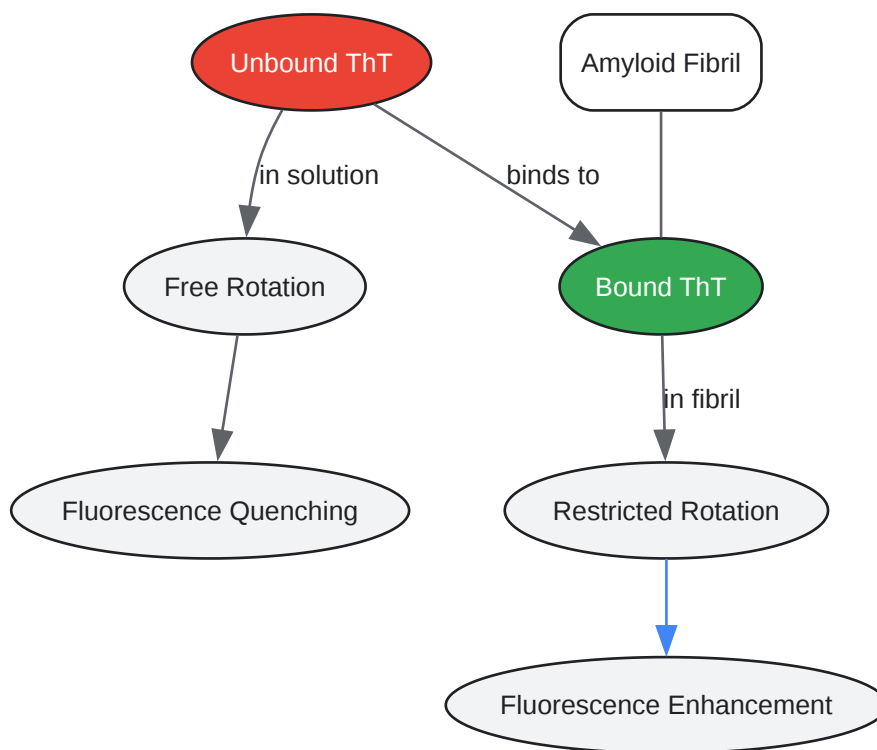 Unbound ThT
Amyloid Fibril
in solution
binds to
Free Rotation
Bound ThT
in fibril
Fluorescence Quenching
Restricted Rotation
Fluorescence Enhancement